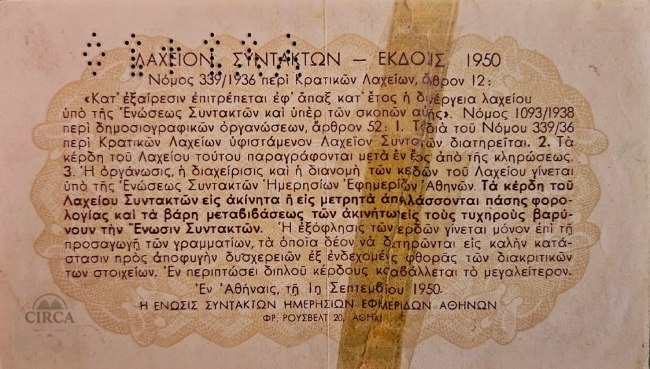 ΛΑΧΕΙΟΝ ΣΥΝΤΑΚΤΩΝ — ΕΚΔΟΣΙΣ 1950
Νόμος 339/1936 περὶ Κρατικῶν Λαχείων, ἄρθρον 12:
«Κατ' ἐξαίρεσιν ἐπιτρέπεται ἐφ' ἅπαξ κατ' ἔτος ἡ διενέργεια λαχείου
ὑπὸ τῆς Ἑνώσεως Συντακτῶν καὶ ὑπὲρ τῶν σκοπῶν αὐτῆς». Νόμος 1093/1938
περὶ δημοσιογραφικῶν ὀργανώσεων, ἄρθρον 52: 1. Τὸ διὰ τοῦ Νόμου 339/36
περὶ Κρατικῶν Λαχείων ὑφιστάμενον Λαχεῖον Συντακτῶν διατηρεῖται. 2. Τὰ
κέρδη τοῦ Λαχείου τούτου παραγράφονται μετὰ ἓν ἔτος ἀπὸ τῆς κληρώσεως.
3. Ἡ ὀργάνωσις, ἡ διαχείρισις καὶ ἡ διανομὴ τῶν κερδῶν τοῦ Λαχείου γίνεται
ὑπὸ τῆς Ἑνώσεως Συντακτῶν Ἡμερησίων Ἐφημερίδων Ἀθηνῶν. Τὰ κέρδη τοῦ
Λαχείου Συντακτῶν εἰς ἀκίνητα ἢ εἰς μετρητὰ ἀπαλλάσσονται πάσης φορο-
λογίας καὶ τὰ βάρη μεταβιβάσεως τῶν ἀκινήτων εἰς τοὺς τυχηροὺς βαρύ-
νουν τὴν Ἕνωσιν Συντακτῶν. Ἡ ἐξόφλησις τῶν κερδῶν γίνεται μόνον ἐπὶ τῇ
προσαγωγῇ τῶν γραμματίων, τὰ ὁποῖα δέον νὰ διατηρῶνται εἰς καλὴν κατά-
στασιν πρὸς ἀποφυγὴν δυσχερειῶν ἐξ ἐνδεχομένης φθορᾶς τῶν διακριτικῶν
των στοιχείων. Ἐν περιπτώσει διπλοῦ κέρδους καταβάλλεται τὸ μεγαλείτερον.
Ἐν Ἀθήναις, τῇ 1ῃ Σεπτεμβρίου 1950.
Η ΕΝΩΣΙΣ ΣΥΝΤΑΚΤΩΝ ΗΜΕΡΗΣΙΩΝ ΕΦΗΜΕΡΙΔΩΝ ΑΘΗΝΩΝ
ΦΡ. ΡΟΥΣΒΕΛΤ 20, ΑΘΗΝΑΙ
CIRCA